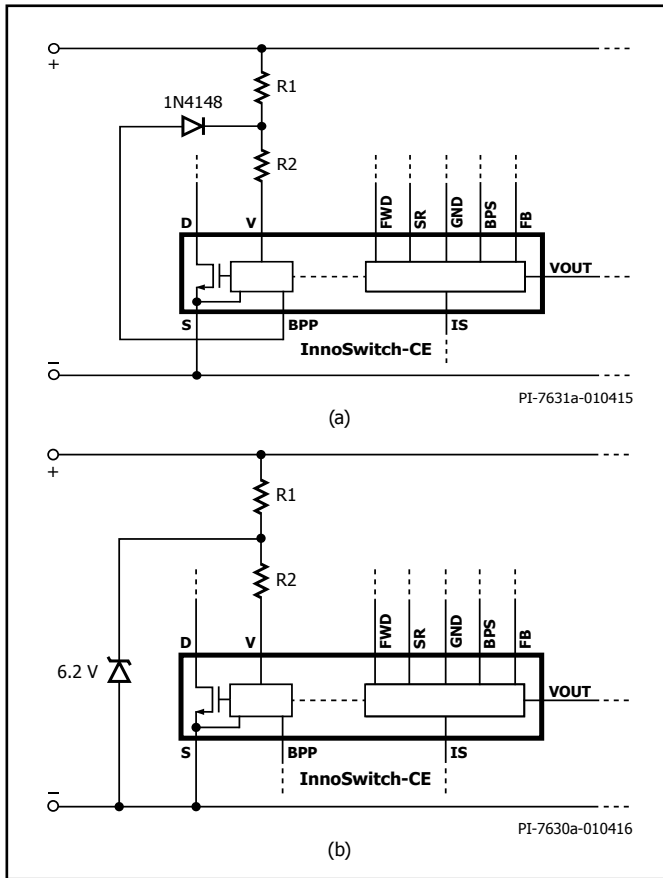 +
R1
1N4148
R2
D
V
FWD
SR
GND
BPS
FB
VOUT
S
BPP
IS
InnoSwitch-CE
−
PI-7631a-010415
(a)
+
R1
R2
D
V
FWD
SR
GND
BPS
FB
6.2 V
VOUT
S
BPP
IS
InnoSwitch-CE
−
PI-7630a-010416
(b)